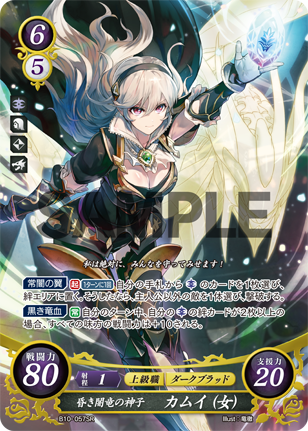 6
5
SAMPLE
私は絶対に、みんなを守ってみせます!
常闇の翼 起 1ターンに1回 自分の手札から のカードを1枚選び、
絆エリアに置く。そうしたなら、主人公以外の敵を1体選び、撃破する。
黒き竜血 常 自分のターン中、自分の の絆カードが2枚以上の
場合、すべての味方の戦闘力は+10される。
戦闘力
80
射程
1
上級職
ダークブラッド
支援力
20
昏き闇竜の神子 カムイ(女)
B10-057SR
Illust